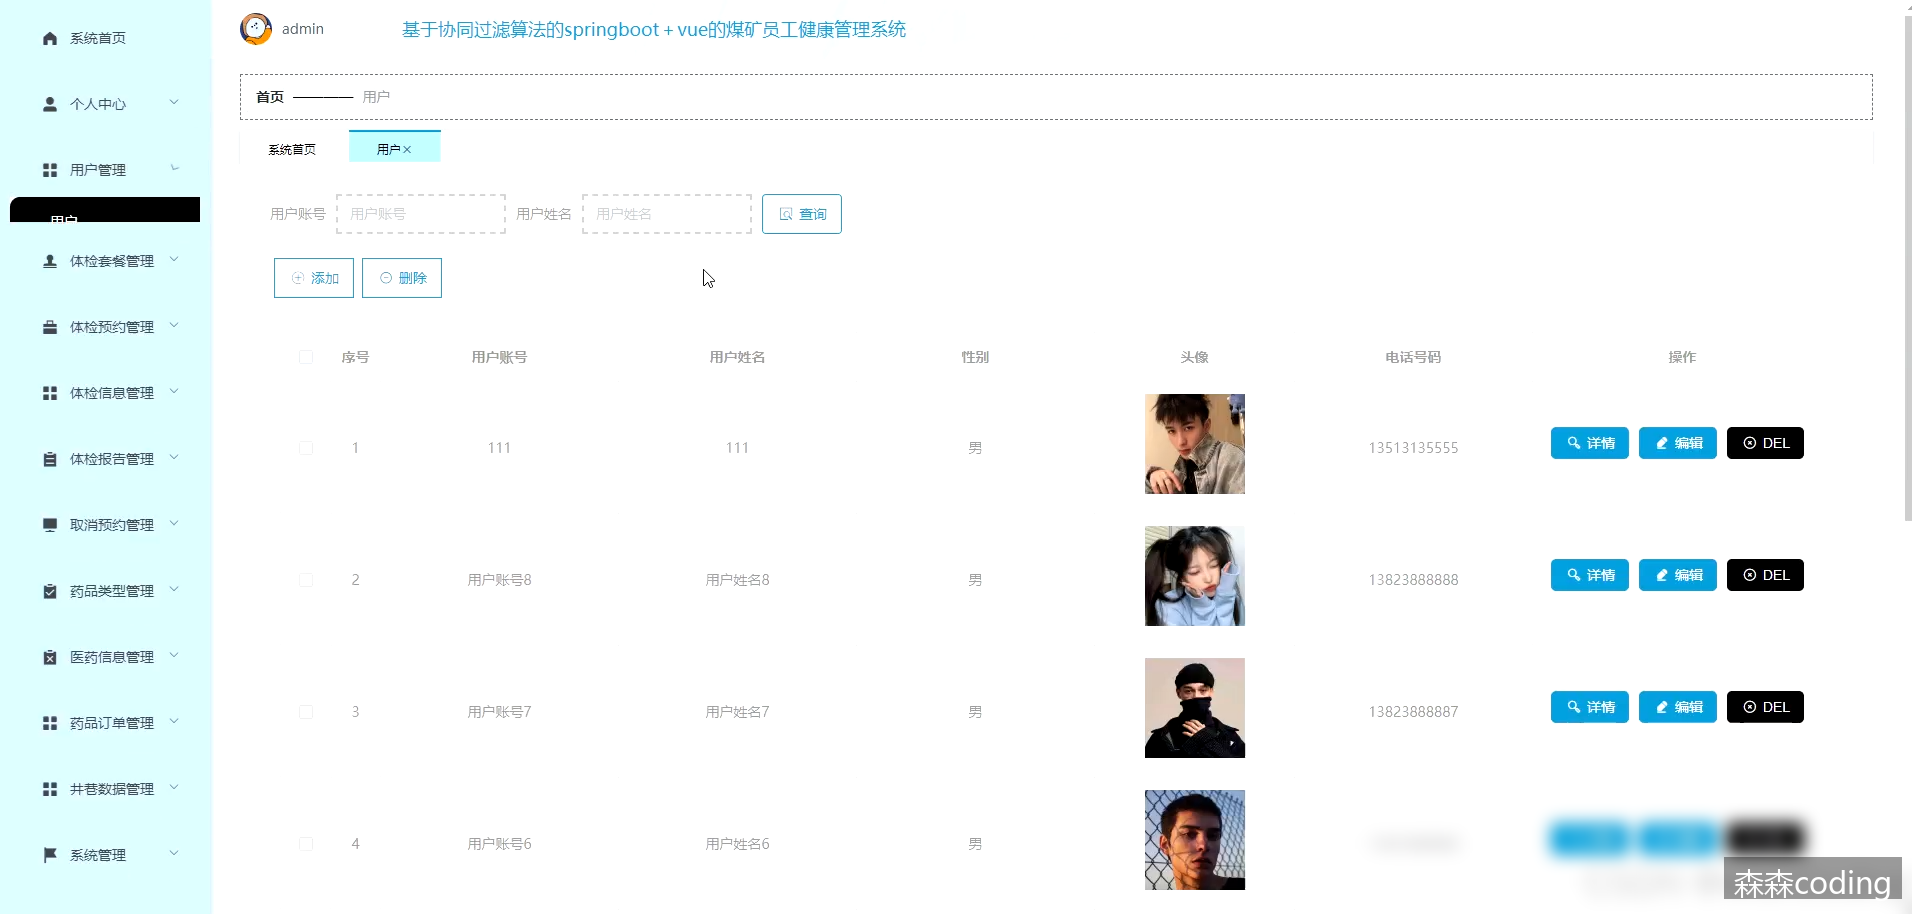 admin
基于协同过滤算法的springboot+vue的煤矿员工健康管理系统
系统首页
个人中心
用户管理
用户
体检套餐管理
体检预约管理
体检信息管理
体检报告管理
取消预约管理
药品类型管理
医药信息管理
药品订单管理
井巷数据管理
系统管理
首页 ———— 用户
系统首页 用户×
用户账号 用户账号 用户姓名 用户姓名 查询
添加 删除
序号 用户账号 用户姓名 性别 头像 电话号码 操作
1 111 111 男 13513135555 详情 编辑 DEL
2 用户账号8 用户姓名8 男 13823888888 详情 编辑 DEL
3 用户账号7 用户姓名7 男 13823888887 详情 编辑 DEL
4 用户账号6 用户姓名6 男
森森coding